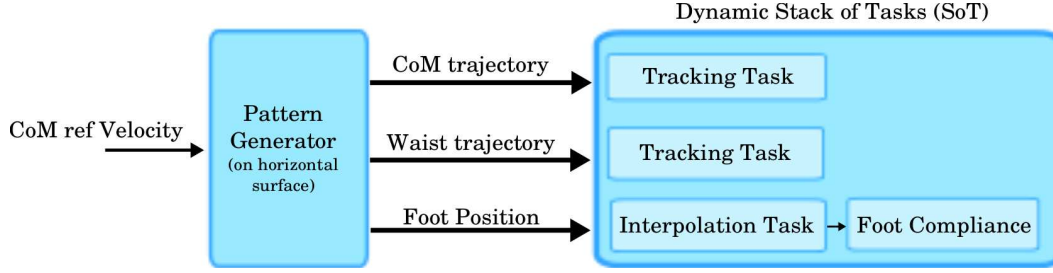 Dynamic Stack of Tasks (SoT)
CoM ref Velocity
Pattern
Generator
(on horizontal
surface)
CoM trajectory
Waist trajectory
Foot Position
Tracking Task
Tracking Task
Interpolation Task
Foot Compliance